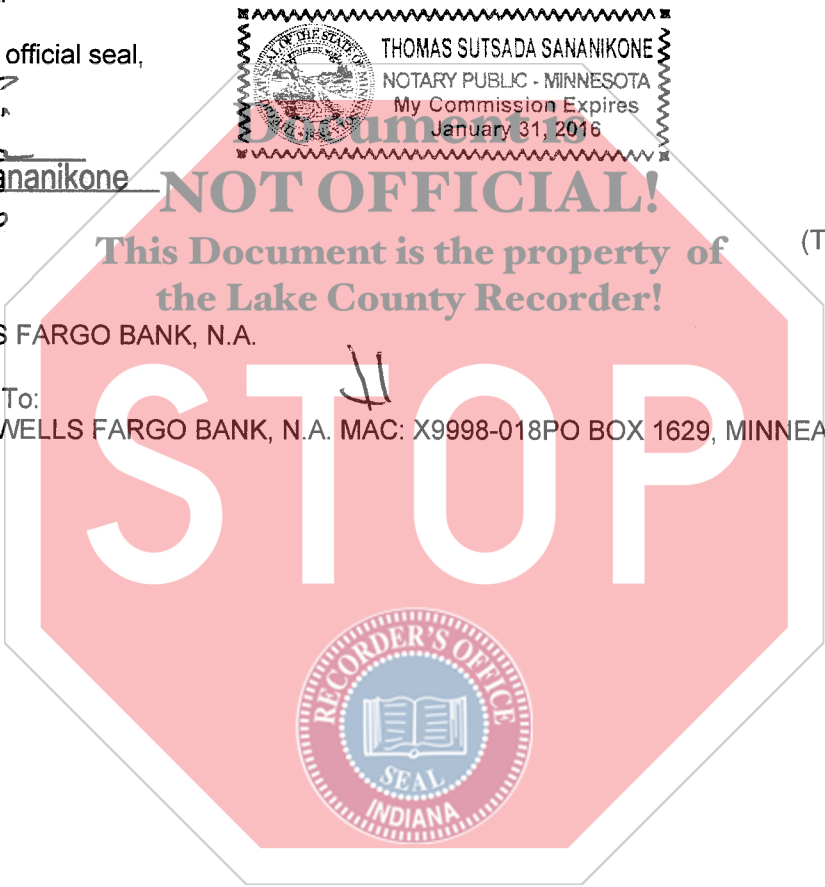 official seal,
THOMAS SUTSADA SANANIKONE
NOTARY PUBLIC - MINNESOTA
My Commission Expires
January 31, 2016
Document is
ananikone
NOT OFFICIAL!
This Document is the property of
(T
the Lake County Recorder!
S FARGO BANK, N.A.
To:
WELLS FARGO BANK, N.A. MAC: X9998-018PO BOX 1629, MINNEA
STOP
RECORDER'S OFFICE
SEAL
INDIANA